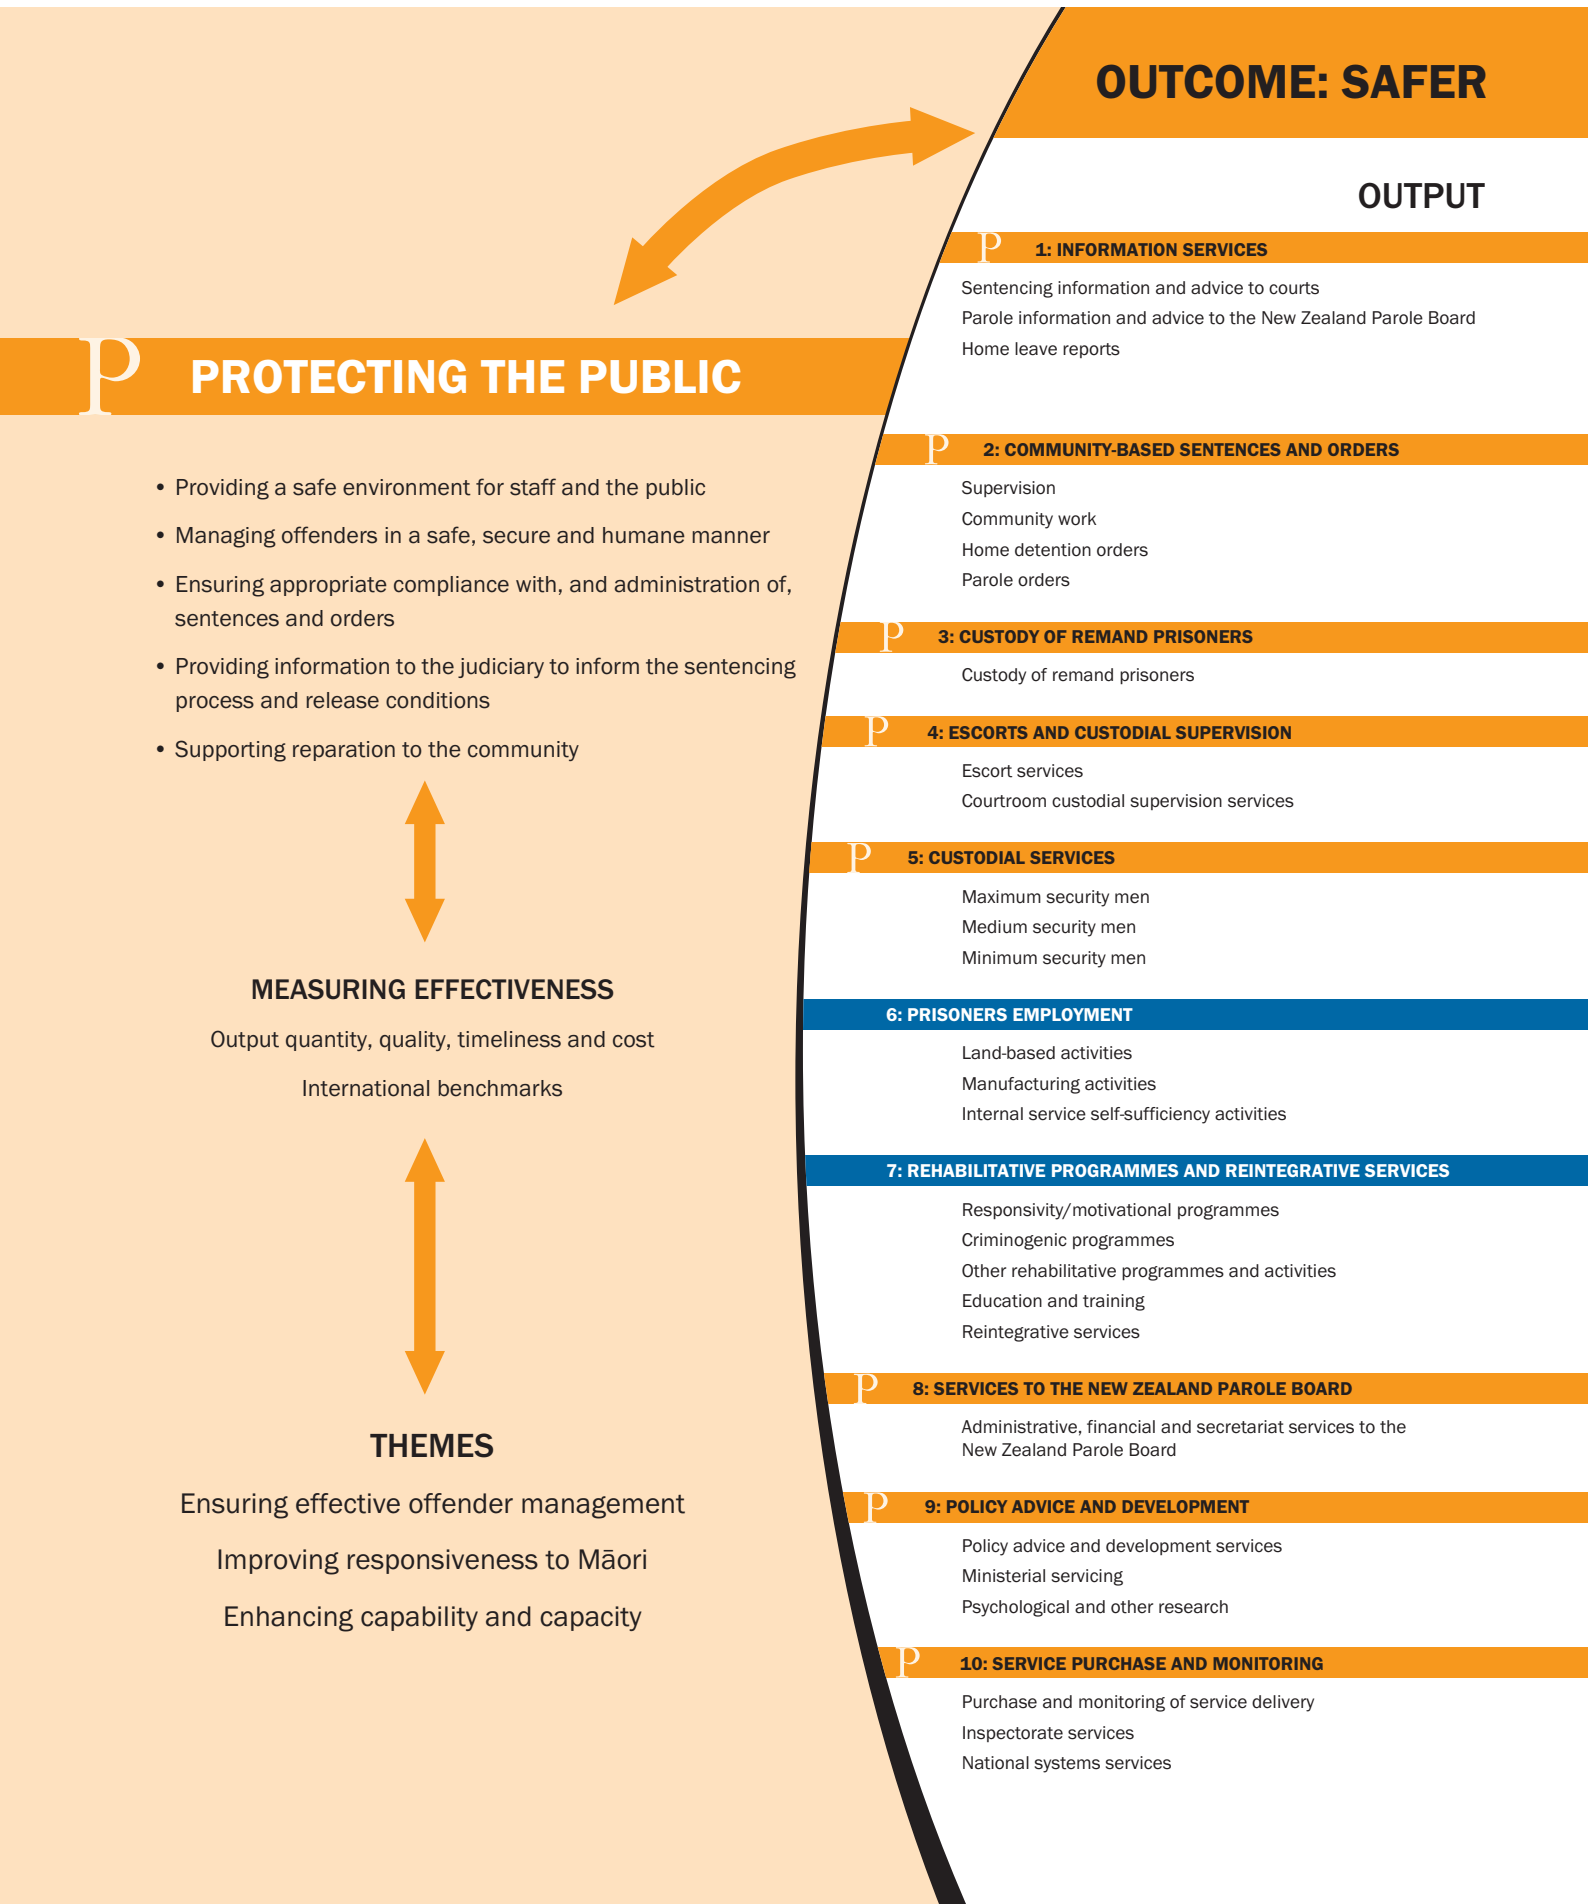 OUTCOME: SAFER
OUTPUT
P PROTECTING THE PUBLIC
• Providing a safe environment for staff and the public
• Managing offenders in a safe, secure and humane manner
• Ensuring appropriate compliance with, and administration of,
sentences and orders
• Providing information to the judiciary to inform the sentencing
process and release conditions
• Supporting reparation to the community
MEASURING EFFECTIVENESS
Output quantity, quality, timeliness and cost
International benchmarks
THEMES
Ensuring effective offender management
Improving responsiveness to Māori
Enhancing capability and capacity
P 1: INFORMATION SERVICES
Sentencing information and advice to courts
Parole information and advice to the New Zealand Parole Board
Home leave reports
P 2: COMMUNITY-BASED SENTENCES AND ORDERS
Supervision
Community work
Home detention orders
Parole orders
P 3: CUSTODY OF REMAND PRISONERS
Custody of remand prisoners
P 4: ESCORTS AND CUSTODIAL SUPERVISION
Escort services
Courtroom custodial supervision services
P 5: CUSTODIAL SERVICES
Maximum security men
Medium security men
Minimum security men
6: PRISONERS EMPLOYMENT
Land-based activities
Manufacturing activities
Internal service self-sufficiency activities
7: REHABILITATIVE PROGRAMMES AND REINTEGRATIVE SERVICES
Responsivity/motivational programmes
Criminogenic programmes
Other rehabilitative programmes and activities
Education and training
Reintegrative services
P 8: SERVICES TO THE NEW ZEALAND PAROLE BOARD
Administrative, financial and secretariat services to the
New Zealand Parole Board
P 9: POLICY ADVICE AND DEVELOPMENT
Policy advice and development services
Ministerial servicing
Psychological and other research
P 10: SERVICE PURCHASE AND MONITORING
Purchase and monitoring of service delivery
Inspectorate services
National systems services